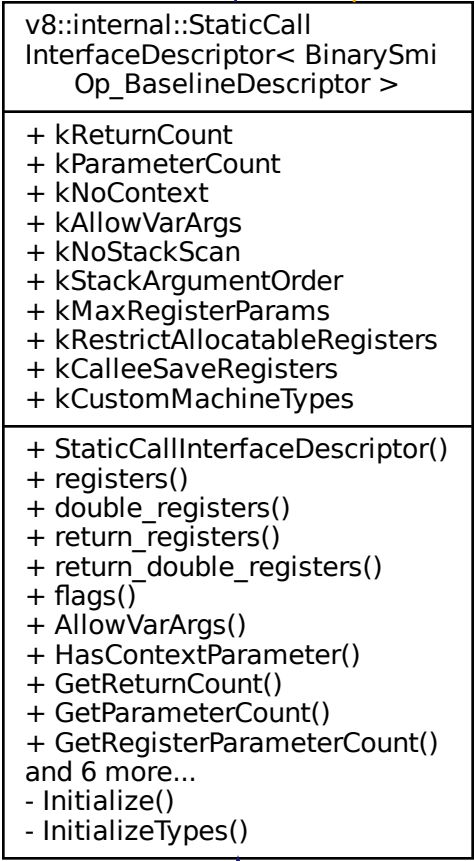 v8::internal::StaticCall
InterfaceDescriptor< BinarySmi
Op_BaselineDescriptor >
+ kReturnCount
+ kParameterCount
+ kNoContext
+ kAllowVarArgs
+ kNoStackScan
+ kStackArgumentOrder
+ kMaxRegisterParams
+ kRestrictAllocatableRegisters
+ kCalleeSaveRegisters
+ kCustomMachineTypes
+ StaticCallInterfaceDescriptor()
+ registers()
+ double_registers()
+ return_registers()
+ return_double_registers()
+ flags()
+ AllowVarArgs()
+ HasContextParameter()
+ GetReturnCount()
+ GetParameterCount()
+ GetRegisterParameterCount()
and 6 more...
- Initialize()
- InitializeTypes()